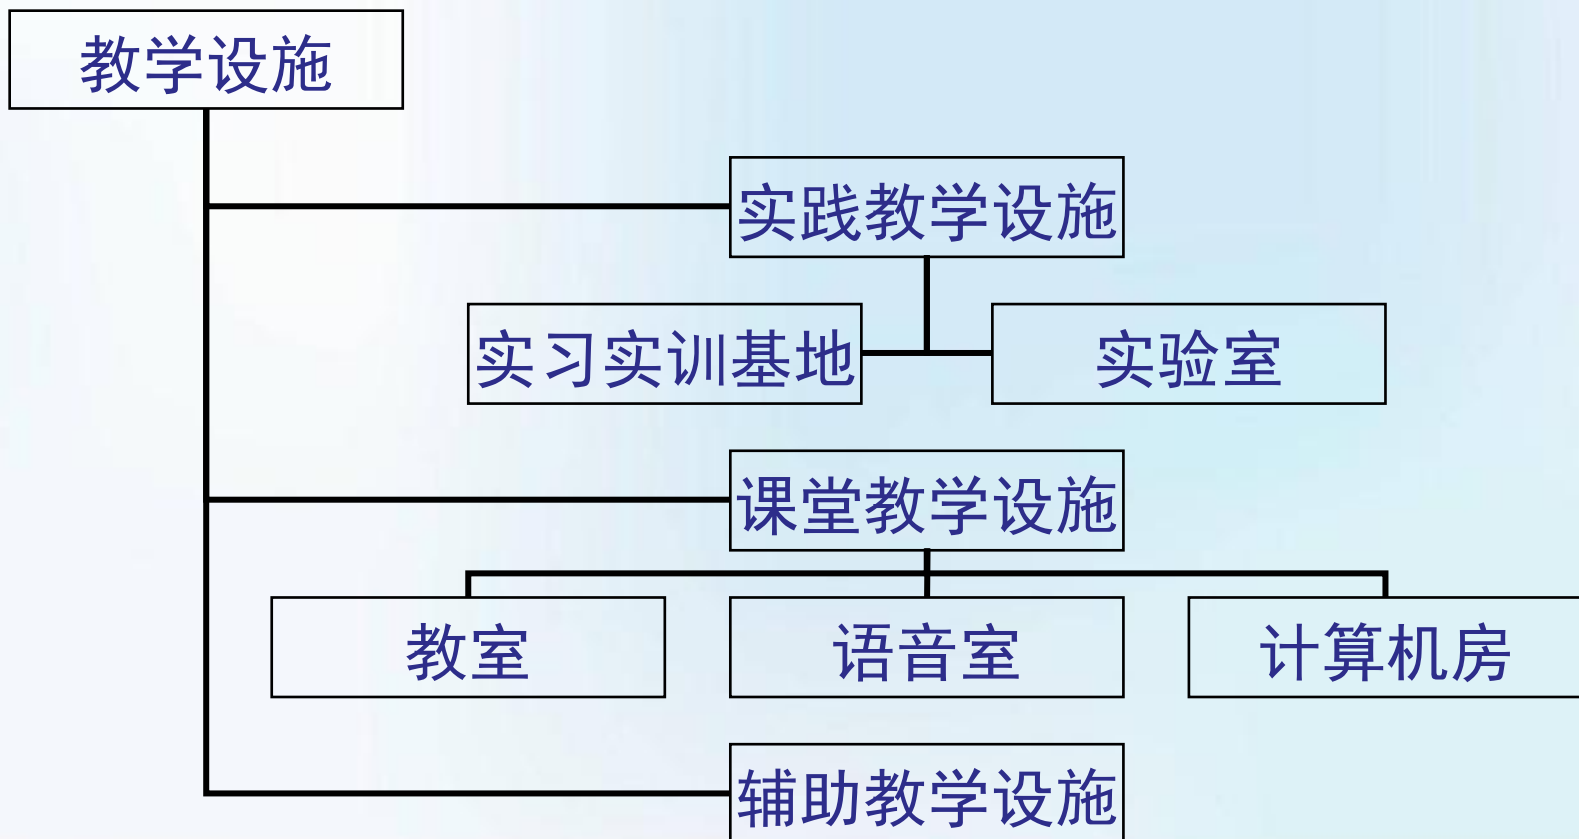 教学设施
实践教学设施
实习实训基地
实验室
课堂教学设施
教室
语音室
计算机房
辅助教学设施